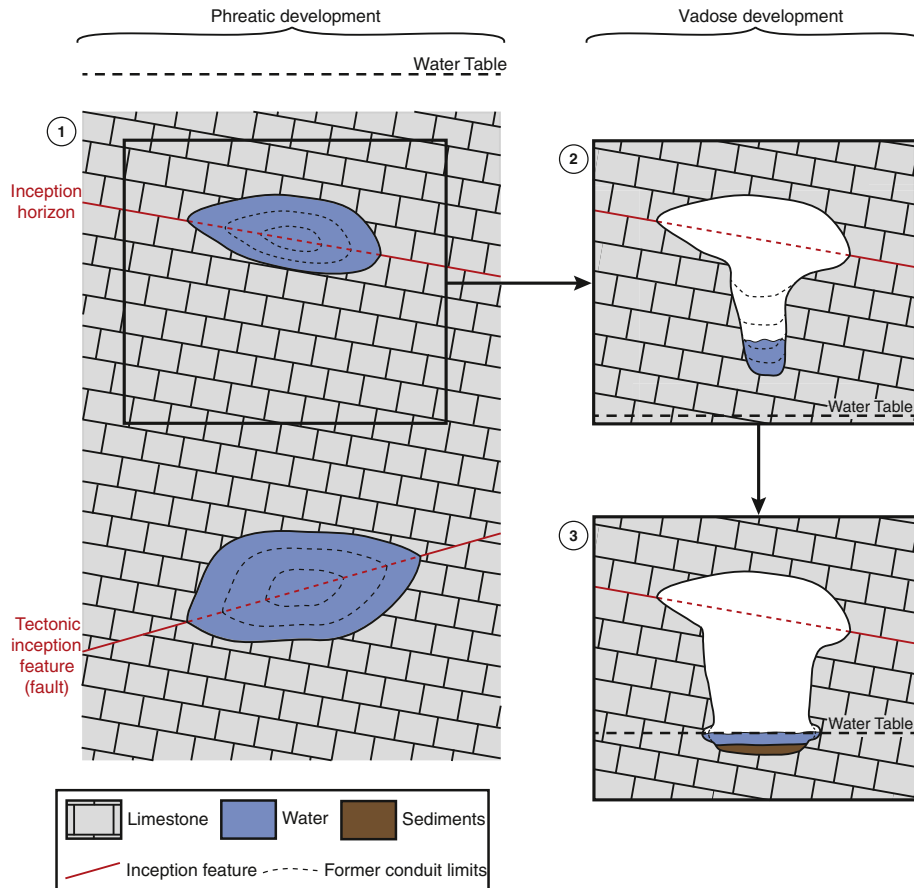 Phreatic development
Vadose development
Water Table
1
2
Inception
horizon
Water Table
3
Tectonic
inception
feature
(fault)
Water Table
Limestone
Water
Sediments
Inception feature
Former conduit limits